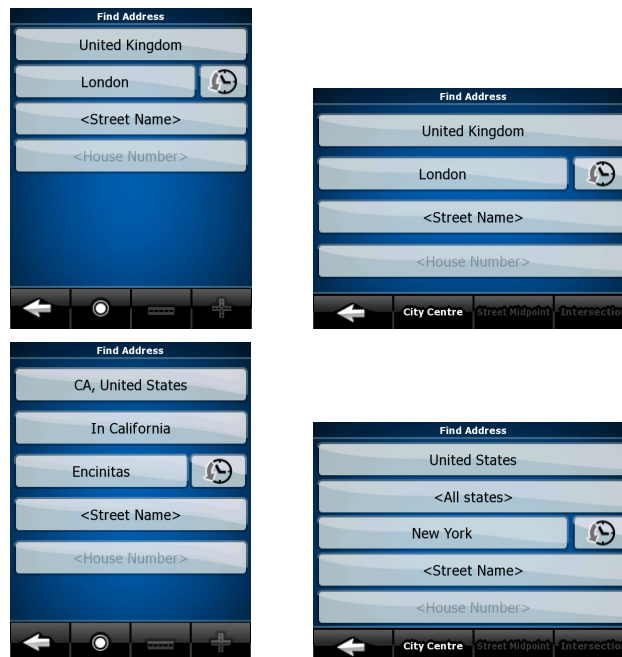 Find Address
United Kingdom
London
<Street Name>
<House Number>
Find Address
United Kingdom
London
<Street Name>
<House Number>
City Centre Street Midpoint Intersectio
Find Address
CA, United States
In California
Encinitas
<Street Name>
<House Number>
Find Address
United States
<All states>
New York
<Street Name>
<House Number>
City Centre Street Midpoint Intersectio